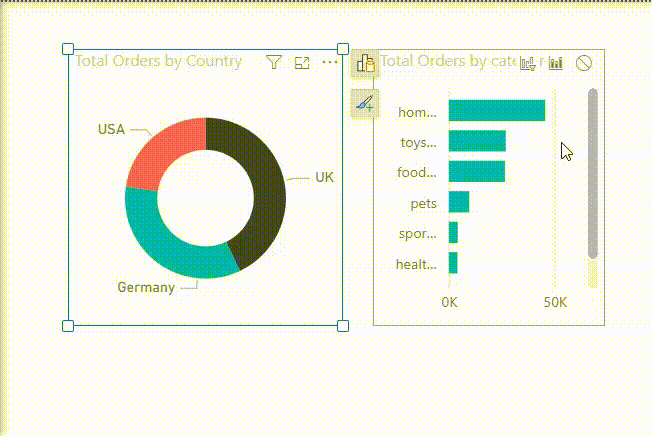 Total Orders by Country
USA
UK
Germany
Total Orders by cate
hom...
toys...
food...
pets
spor...
healt...
0K 50K